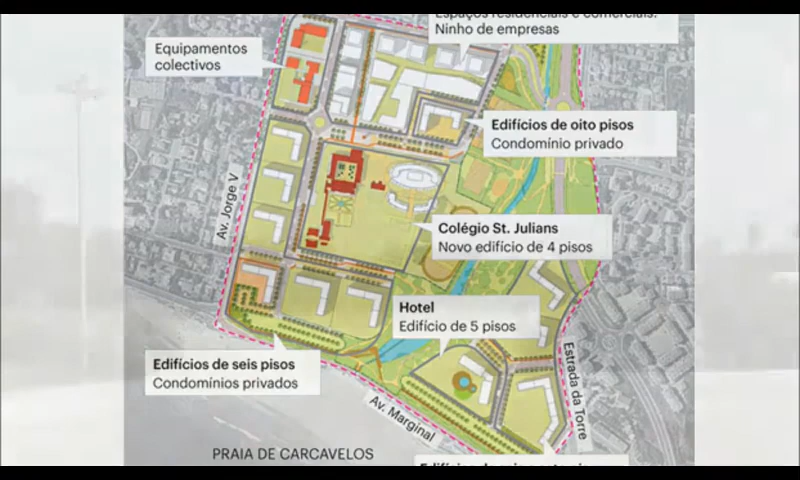 Espaços residenciais e comerciais.
Ninho de empresas
Equipamentos
colectivos
Edifícios de oito pisos
Condomínio privado
Av. Jorge V
Colégio St. Julians
Novo edifício de 4 pisos
Hotel
Edifício de 5 pisos
Edifícios de seis pisos
Condomínios privados
Estrada da Torre
Av. Marginal
PRAIA DE CARCAVELOS